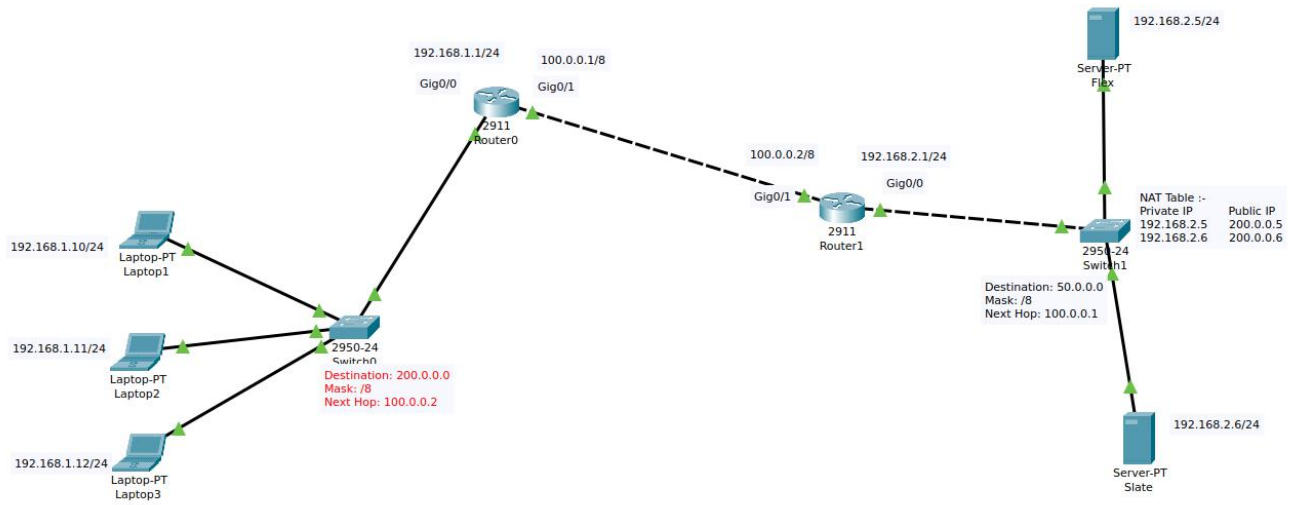 192.168.1.1/24
100.0.0.1/8
Gig0/0
Gig0/1
2911
Router0
192.168.1.10/24
Laptop-PT
Laptop1
192.168.1.11/24
Laptop-PT
Laptop2
192.168.1.12/24
Laptop-PT
Laptop3
2950-24
Switch0
Destination: 200.0.0.0
Mask: /8
Next Hop: 100.0.0.2
100.0.0.2/8
192.168.2.1/24
Gig0/1
Gig0/0
2911
Router1
192.168.2.5/24
Server-PT
Flex
NAT Table :-
Private IP Public IP
192.168.2.5 200.0.0.5
192.168.2.6 200.0.0.6
2950-24
Switch1
Destination: 50.0.0.0
Mask: /8
Next Hop: 100.0.0.1
192.168.2.6/24
Server-PT
Slate